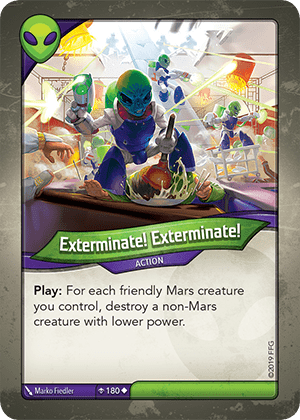 Exterminate! Exterminate!
ACTION
Play: For each friendly Mars creature
you control, destroy a non-Mars
creature with lower power.
©2019 FFG
Marko Fiedler
180